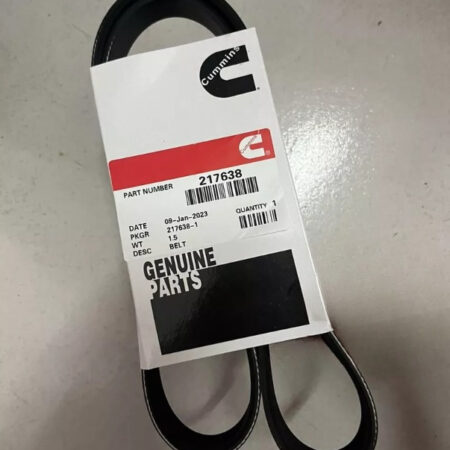 Cummins
PART NUMBER 217638
DATE 09-Jan-2023 QUANTITY 1
PKGR 217638-1
WT 1.5
DESC BELT
GENUINE
PARTS